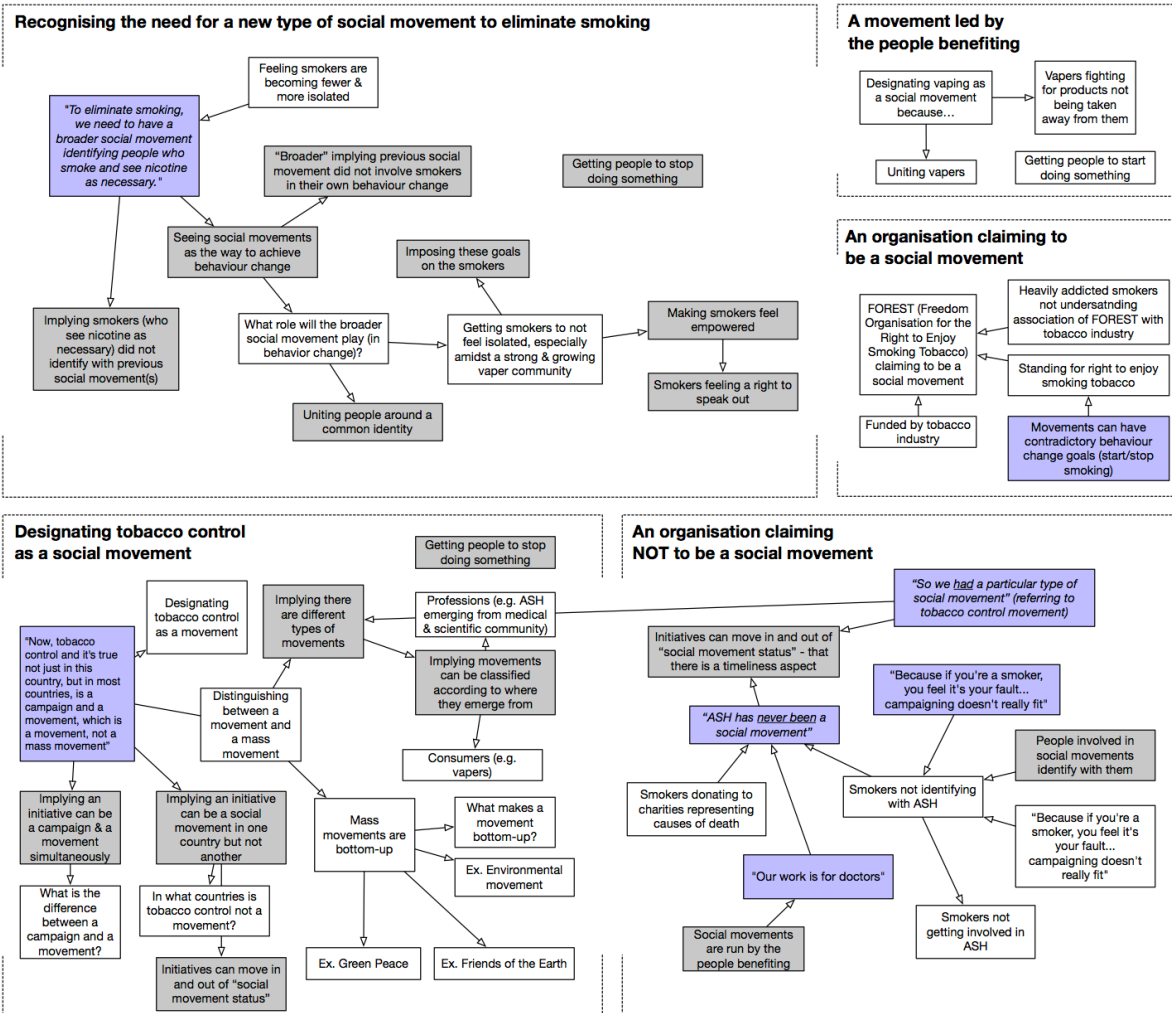 Recognising the need for a new type of social movement to eliminate smoking
Feeling smokers are
becoming fewer &
more isolated
"To eliminate smoking,
we need to have a
broader social movement
identifying people who
smoke and see nicotine
as necessary."
“Broader” implying previous social
movement did not involve smokers
in their own behaviour change
Getting people to stop
doing something
Seeing social movements
as the way to achieve
behaviour change
Imposing these goals
on the smokers
Implying smokers (who
see nicotine as
necessary) did not
identify with previous
social movement(s)
What role will the broader
social movement play (in
behavior change)?
Getting smokers to not
feel isolated, especially
amidst a strong & growing
vaper community
Making smokers feel
empowered
Smokers feeling a right to
speak out
Uniting people around a
common identity
A movement led by
the people benefiting
Designating vaping as
a social movement
because…
Vapers fighting
for products not
being taken
away from them
Uniting vapers
Getting people to start
doing something
An organisation claiming to
be a social movement
FOREST (Freedom
Organisation for the
Right to Enjoy
Smoking Tobacco)
claiming to be a
social movement
Heavily addicted smokers
not undersatnding
association of FOREST with
tobacco industry
Standing for right to enjoy
smoking tobacco
Funded by tobacco
industry
Movements can have
contradictory behaviour
change goals (start/stop
smoking)
Designating tobacco control
as a social movement
Getting people to stop
doing something
Designating
tobacco control
as a movement
Implying there
are different
types of
movements
Professions (e.g. ASH
emerging from medical
& scientific community)
"Now, tobacco
control and it's true
not just in this
country, but in most
countries, is a
campaign and a
movement, which is
a movement, not a
mass movement”
Implying movements
can be classified
according to where
they emerge from
Distinguishing
between a
movement and a
mass
movement
Consumers (e.g.
vapers)
Implying an
initiative can be
a campaign & a
movement
simultaneously
Implying an initiative
can be a social
movement in one
country but not
another
Mass
movements are
bottom-up
What makes a
movement
bottom-up?
Ex. Environmental
movement
What is the
difference
between a
campaign and a
movement?
In what countries is
tobacco control not a
movement?
Initiatives can move in
and out of “social
movement status”
Ex. Green Peace
Ex. Friends of the Earth
An organisation claiming
NOT to be a social movement
“So we had a particular type of
social movement” (referring to
tobacco control movement)
Initiatives can move in and out of
“social movement status” - that
there is a timeliness aspect
"Because if you're a smoker,
you feel it's your fault...
campaigning doesn't really fit"
“ASH has never been a
social movement”
People involved in
social movements
identify with them
Smokers donating to
charities representing
causes of death
Smokers not identifying
with ASH
"Because if you're a
smoker, you feel it's
your fault...
campaigning doesn't
really fit"
"Our work is for doctors"
Smokers not
getting involved in
ASH
Social movements
are run by the
people benefiting